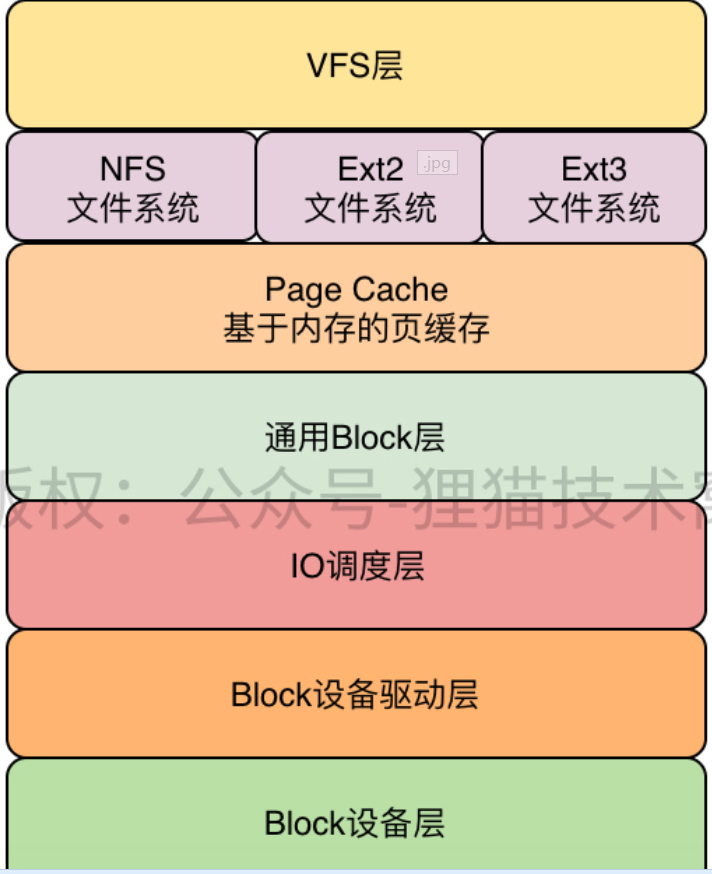 VFS层
NFS
文件系统
Ext2
文件系统
.jpg
Ext3
文件系统
Page Cache
基于内存的页缓存
通用Block层
版权：公众号-狸猫技术窝
IO调度层
Block设备驱动层
Block设备层